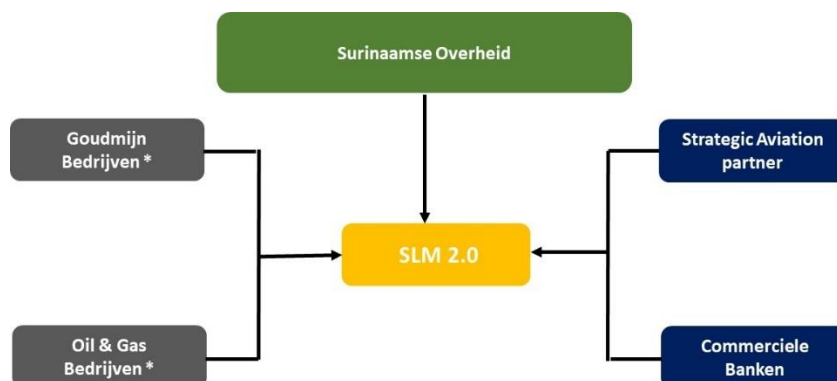 Surinaamse Overheid
Goudmijn
Bedrijven *
Strategic Aviation
partner
SLM 2.0
Oil & Gas
Bedrijven *
Commerciele
Banken